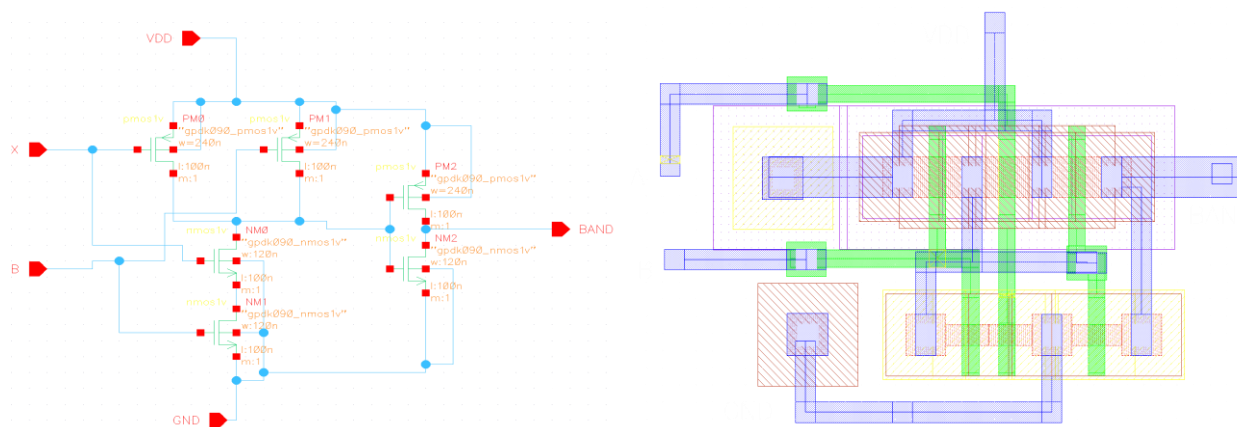 VDD
pmos1v
PM0
"gpdk090_pmos1v"
w=240n
l:100n
m:1
PM1
"gpdk090_pmos1v"
w=240n
l:100n
m:1
X
pmos1v
PM2
"gpdk090_pmos1v"
w=240n
l:100n
m:1
BAND
nmos1v
NM0
"gpdk090_nmos1v"
w:120n
l:100n
m:1
nmos1v
NM2
"gpdk090_nmos1v"
w:120n
l:100n
m:1
B
nmos1v
NM1
"gpdk090_nmos1v"
w:120n
l:100n
m:1
GND